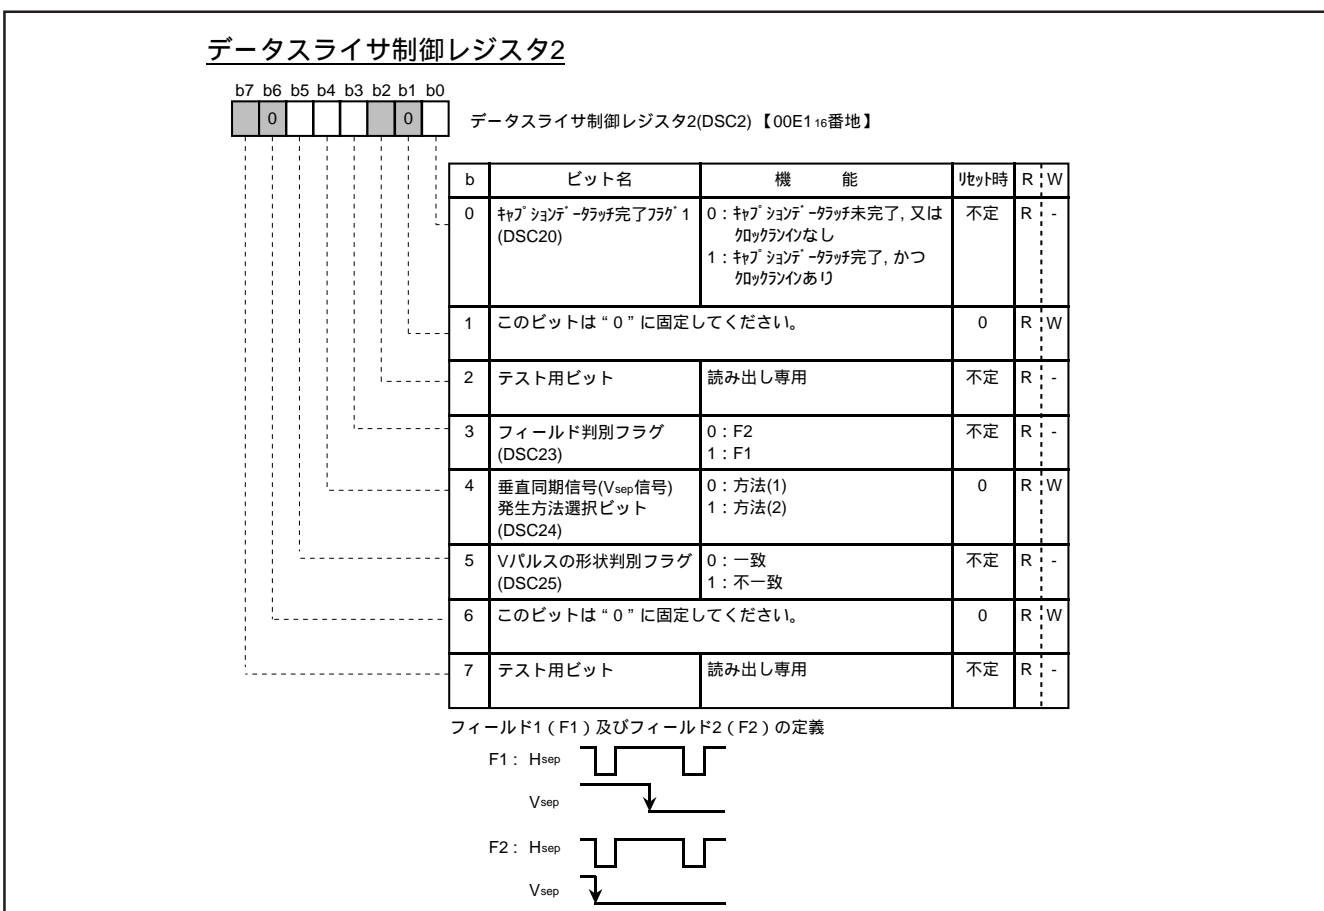 データスライサ制御レジスタ2
b7 b6 b5 b4 b3 b2 b1 b0
0 0
データスライサ制御レジスタ2(DSC2)【00E116番地】
b ビット名 機 能 ﾘｾｯﾄ時 R W
0 ｷｬﾌﾟｼｮﾝﾃﾞｰﾀﾗｯﾁ完了ﾌﾗｸﾞ1 0:ｷｬﾌﾟｼｮﾝﾃﾞｰﾀﾗｯﾁ未完了, 又は 不定 R -
(DSC20) ｸﾛｯｸﾗﾝｲﾝなし
1:ｷｬﾌﾟｼｮﾝﾃﾞｰﾀﾗｯﾁ完了, かつ
ｸﾛｯｸﾗﾝｲﾝあり
1 このビットは“0”に固定してください。 0 R W
2 テスト用ビット 読み出し専用 不定 R -
3 フィールド判別フラグ 0:F2 不定 R -
(DSC23) 1:F1
4 垂直同期信号(Vsep信号) 0:方法(1) 0 R W
発生方法選択ビット 1:方法(2)
(DSC24)
5 Vパルスの形状判別フラグ 0:一致 不定 R -
(DSC25) 1:不一致
6 このビットは“0”に固定してください。 0 R W
7 テスト用ビット 読み出し専用 不定 R -
フィールド1(F1)及びフィールド2(F2)の定義
F1: Hsep
Vsep
F2: Hsep
Vsep